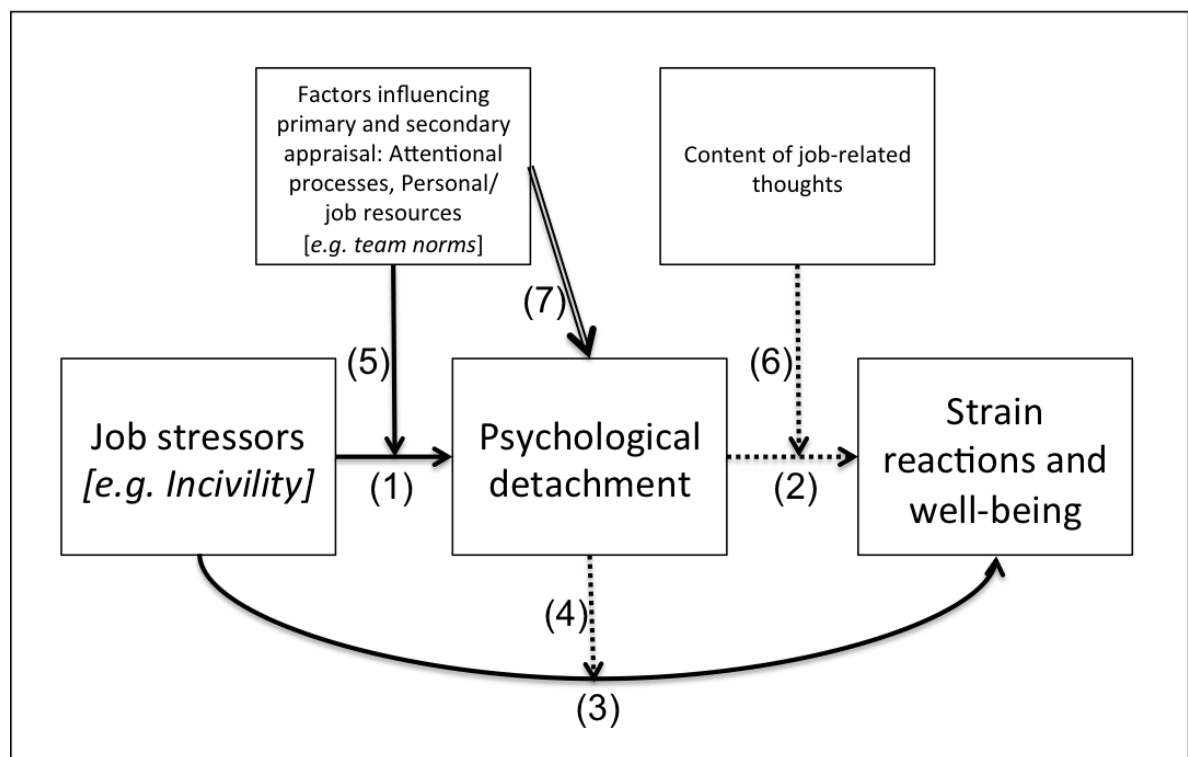 Factors influencing
primary and secondary
appraisal: Attentional
processes, Personal/
job resources
[e.g. team norms]
Content of job-related
thoughts
(7)
(5)
(6)
Job stressors
[e.g. Incivility]
(1)
Psychological
detachment
(2)
Strain
reactions and
well-being
(4)
(3)